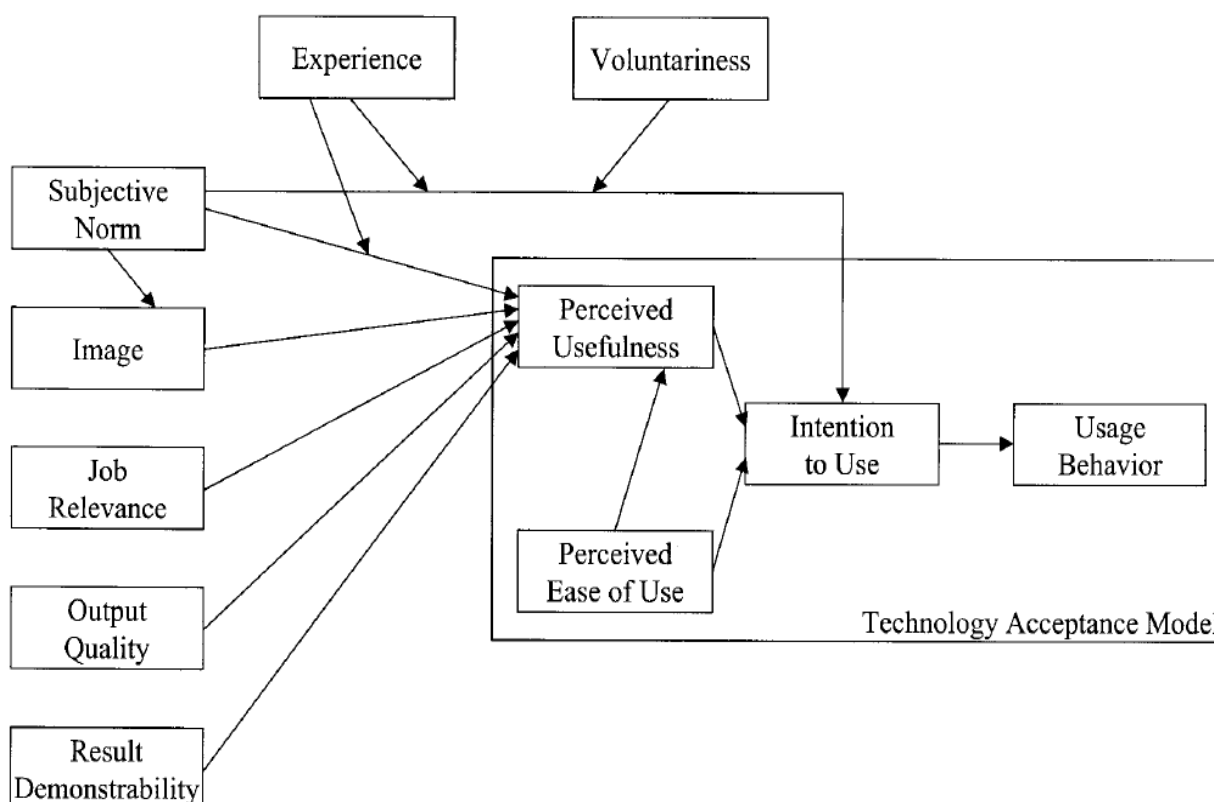 Experience
Voluntariness
Subjective
Norm
Image
Perceived
Usefulness
Intention
to Use
Usage
Behavior
Job
Relevance
Perceived
Ease of Use
Output
Quality
Technology Acceptance Model
Result
Demonstrability